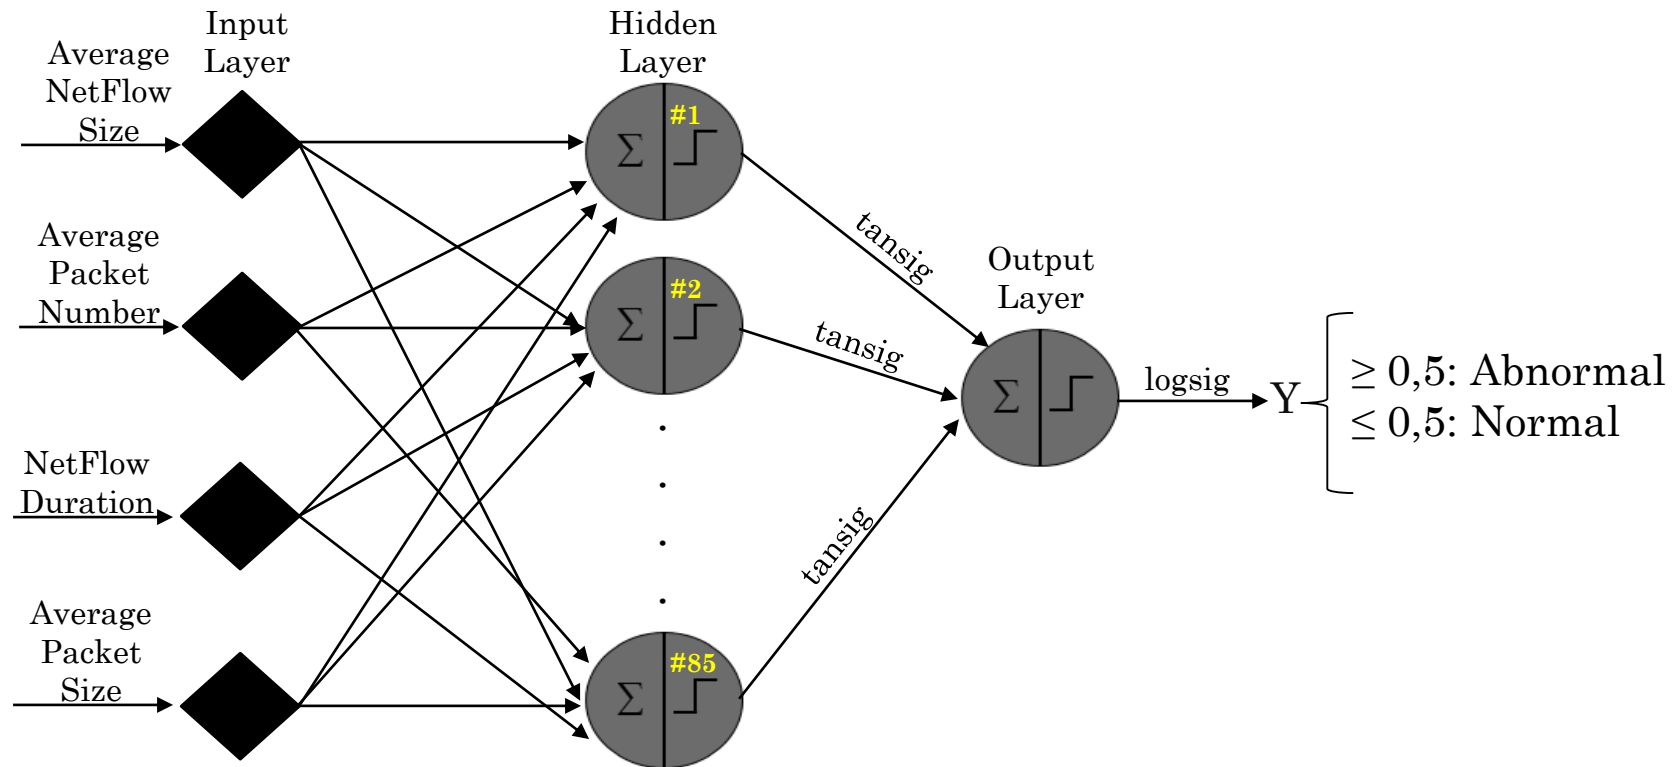 Average
NetFlow
Size
Input
Layer
Hidden
Layer
#1
Σ
tansig
Average
Packet
Number
#2
Σ
tansig
Output
Layer
Σ
logsig
Y
≥ 0,5: Abnormal
≤ 0,5: Normal
NetFlow
Duration
tansig
Average
Packet
Size
#85
Σ